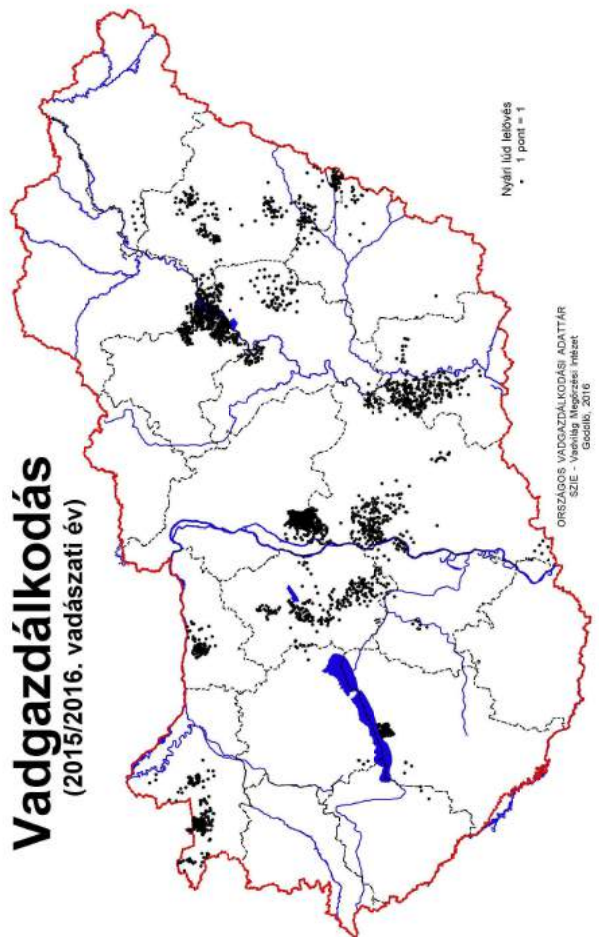 Vadgazdálkodás
(2015/2016. vadászati év)
Nyári lúd lelövés
• 1 pont = 1
ORSZÁGOS VADGAZDÁLKODÁSI ADATTÁR
SZIE - Vadvilág Megőrzési Intézet
Gödöllő, 2016